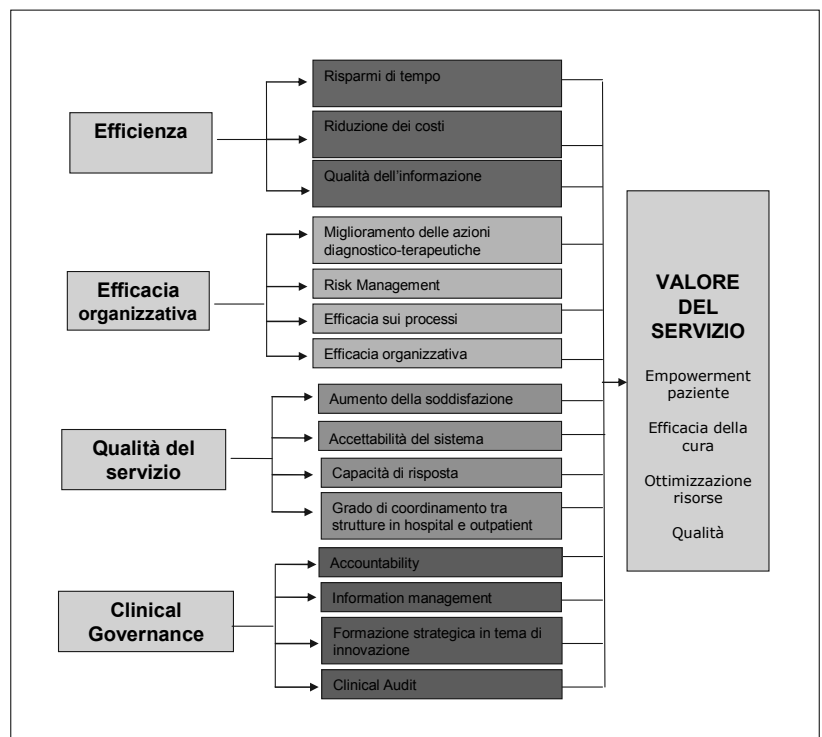 Efficienza
Risparmi di tempo
Riduzione dei costi
Qualità dell'informazione
Efficacia
organizzativa
Miglioramento delle azioni
diagnostico-terapeutiche
Risk Management
Efficacia sui processi
Efficacia organizzativa
Qualità del
servizio
Aumento della soddisfazione
Accettabilità del sistema
Capacità di risposta
Grado di coordinamento tra
strutture in hospital e outpatient
Clinical
Governance
Accountability
Information management
Formazione strategica in tema di
innovazione
Clinical Audit
VALORE
DEL
SERVIZIO
Empowerment
paziente
Efficacia della
cura
Ottimizzazione
risorse
Qualità